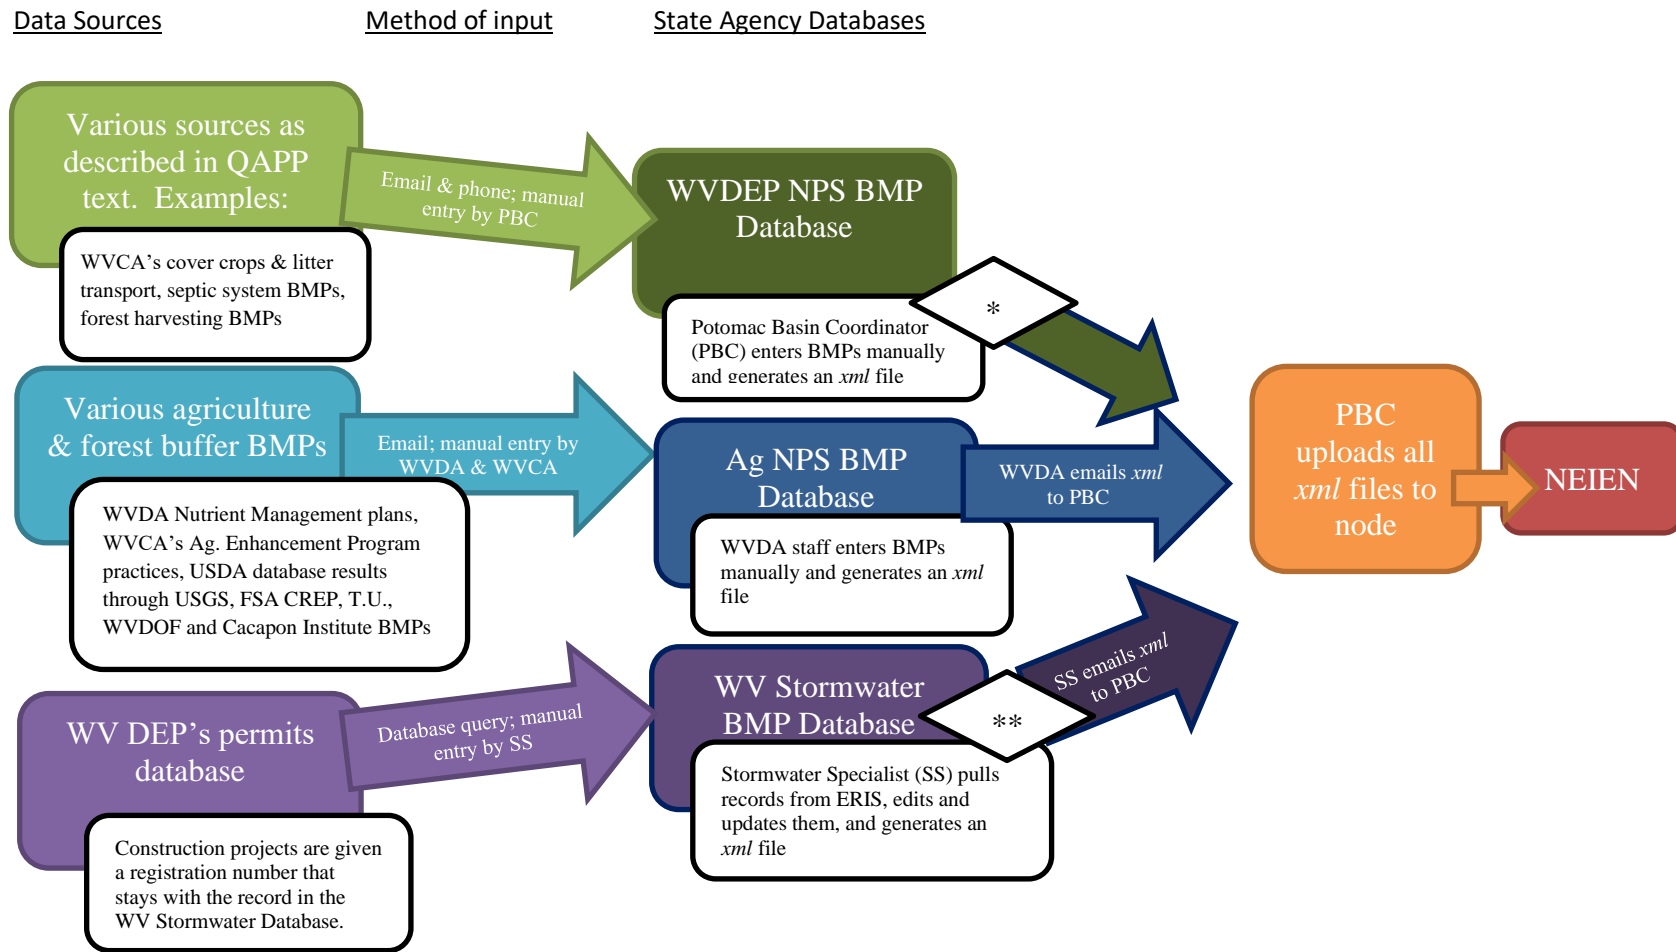 Data Sources
Method of input
State Agency Databases
Various sources as
described in QAPP
text.  Examples:
WVCA's cover crops & litter
transport, septic system BMPs,
forest harvesting BMPs
Email & phone; manual
entry by PBC
WVDEP NPS BMP
Database
Potomac Basin Coordinator
(PBC) enters BMPs manually
and generates an xml file
*
Various agriculture
& forest buffer BMPs
WVDA Nutrient Management plans,
WVCA's Ag. Enhancement Program
practices, USDA database results
through USGS, FSA CREP, T.U.,
WVDOF and Cacapon Institute BMPs
Email; manual entry by
WVDA & WVCA
Ag NPS BMP
Database
WVDA staff enters BMPs
manually and generates an xml
file
WVDA emails xml
to PBC
WV DEP's permits
database
Construction projects are given
a registration number that
stays with the record in the
WV Stormwater Database.
Database query; manual
entry by SS
WV Stormwater
BMP Database
Stormwater Specialist (SS) pulls
records from ERIS, edits and
updates them, and generates an
xml file
**
SS emails xml
to PBC
PBC
uploads all
xml files to
node
NEIEN